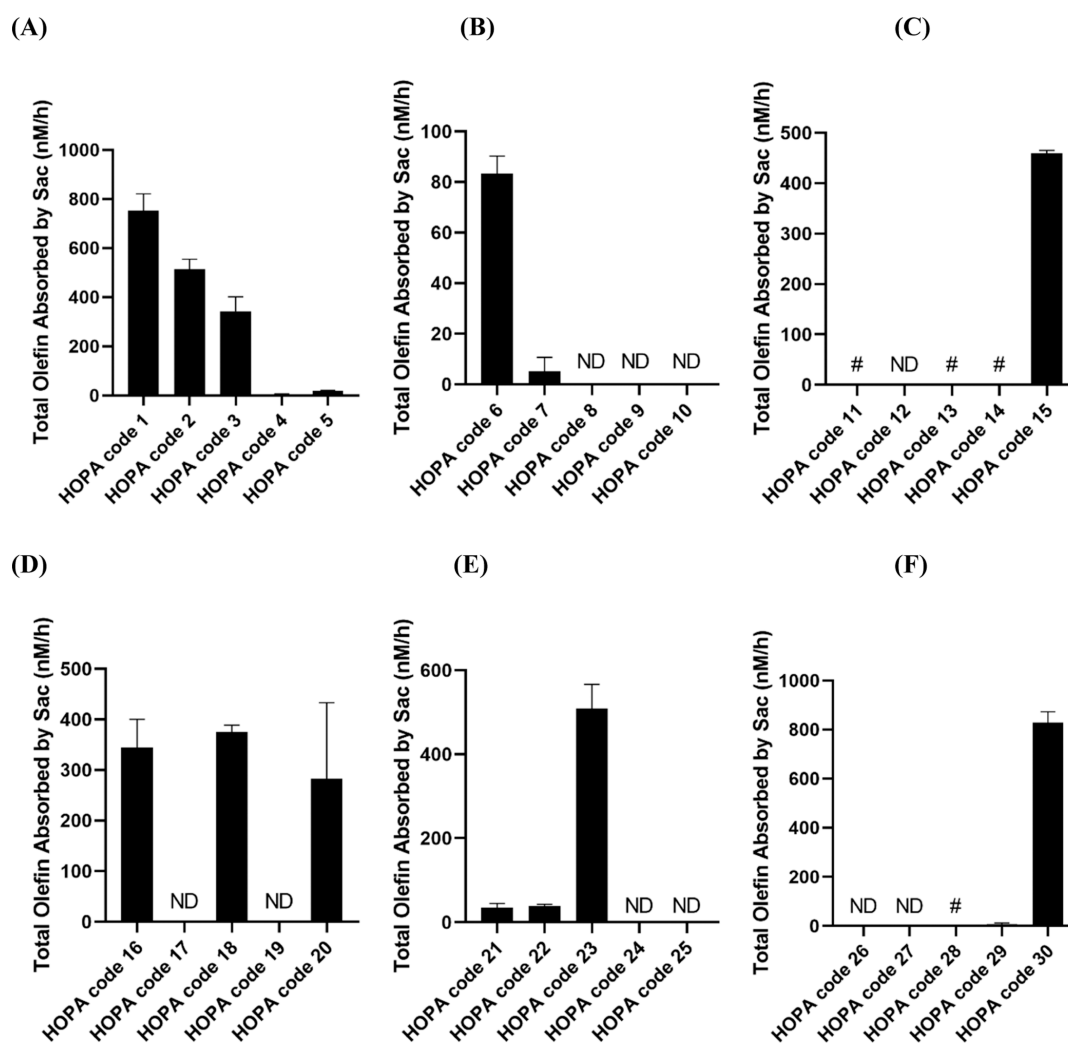 (A)
Total Olefin Absorbed by Sac (nM/h)
1000
800
600
400
200
0
HOPA code 1
HOPA code 2
HOPA code 3
HOPA code 4
HOPA code 5
(B)
Total Olefin Absorbed by Sac (nM/h)
100
80
60
40
20
0
ND
ND
ND
HOPA code 6
HOPA code 7
HOPA code 8
HOPA code 9
HOPA code 10
(C)
Total Olefin Absorbed by Sac (nM/h)
500
400
300
200
100
0
#
ND
#
#
HOPA code 11
HOPA code 12
HOPA code 13
HOPA code 14
HOPA code 15
(D)
Total Olefin Absorbed by Sac (nM/h)
500
400
300
200
100
0
ND
ND
HOPA code 16
HOPA code 17
HOPA code 18
HOPA code 19
HOPA code 20
(E)
Total Olefin Absorbed by Sac (nM/h)
600
400
200
0
ND
ND
HOPA code 21
HOPA code 22
HOPA code 23
HOPA code 24
HOPA code 25
(F)
Total Olefin Absorbed by Sac (nM/h)
1000
800
600
400
200
0
ND
ND
#
HOPA code 26
HOPA code 27
HOPA code 28
HOPA code 29
HOPA code 30